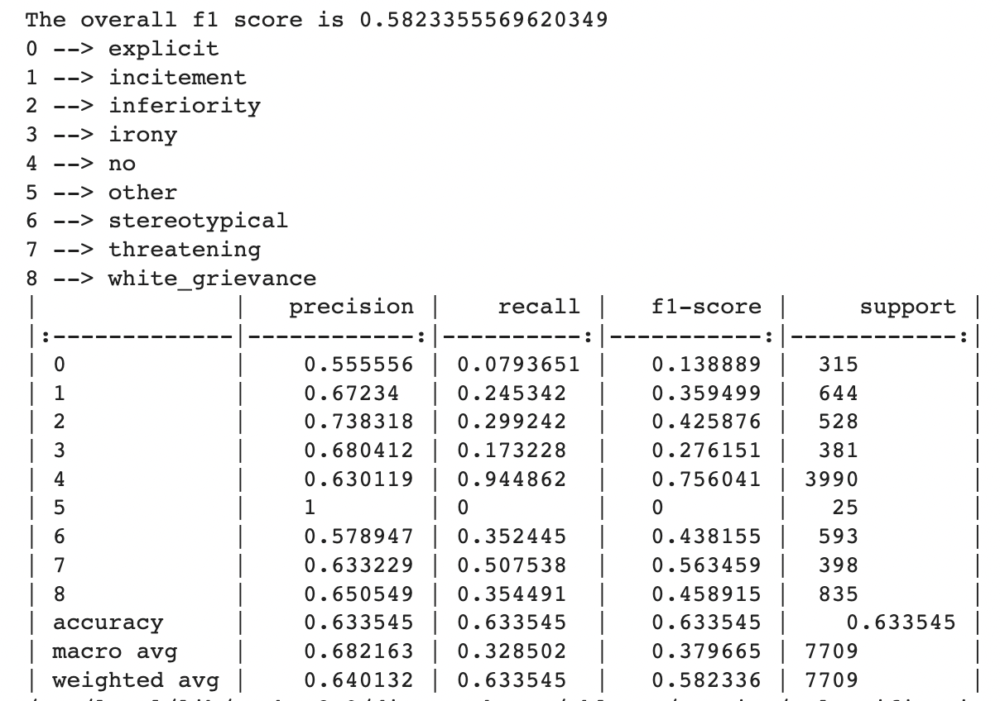 The overall f1 score is 0.5823355569620349
0 --> explicit
1 --> incitement
2 --> inferiority
3 --> irony
4 --> no
5 --> other
6 --> stereotypical
7 --> threatening
8 --> white_grievance
| | precision | recall | f1-score | support |
|:-------------|------------:|----------:|-----------:|------------:|
| 0 | 0.555556 | 0.0793651 | 0.138889 | 315 |
| 1 | 0.67234 | 0.245342 | 0.359499 | 644 |
| 2 | 0.738318 | 0.299242 | 0.425876 | 528 |
| 3 | 0.680412 | 0.173228 | 0.276151 | 381 |
| 4 | 0.630119 | 0.944862 | 0.756041 | 3990 |
| 5 | 1 | 0 | 0 | 25 |
| 6 | 0.578947 | 0.352445 | 0.438155 | 593 |
| 7 | 0.633229 | 0.507538 | 0.563459 | 398 |
| 8 | 0.650549 | 0.354491 | 0.458915 | 835 |
| accuracy | 0.633545 | 0.633545 | 0.633545 | 0.633545 |
| macro avg | 0.682163 | 0.328502 | 0.379665 | 7709 |
| weighted avg | 0.640132 | 0.633545 | 0.582336 | 7709 |